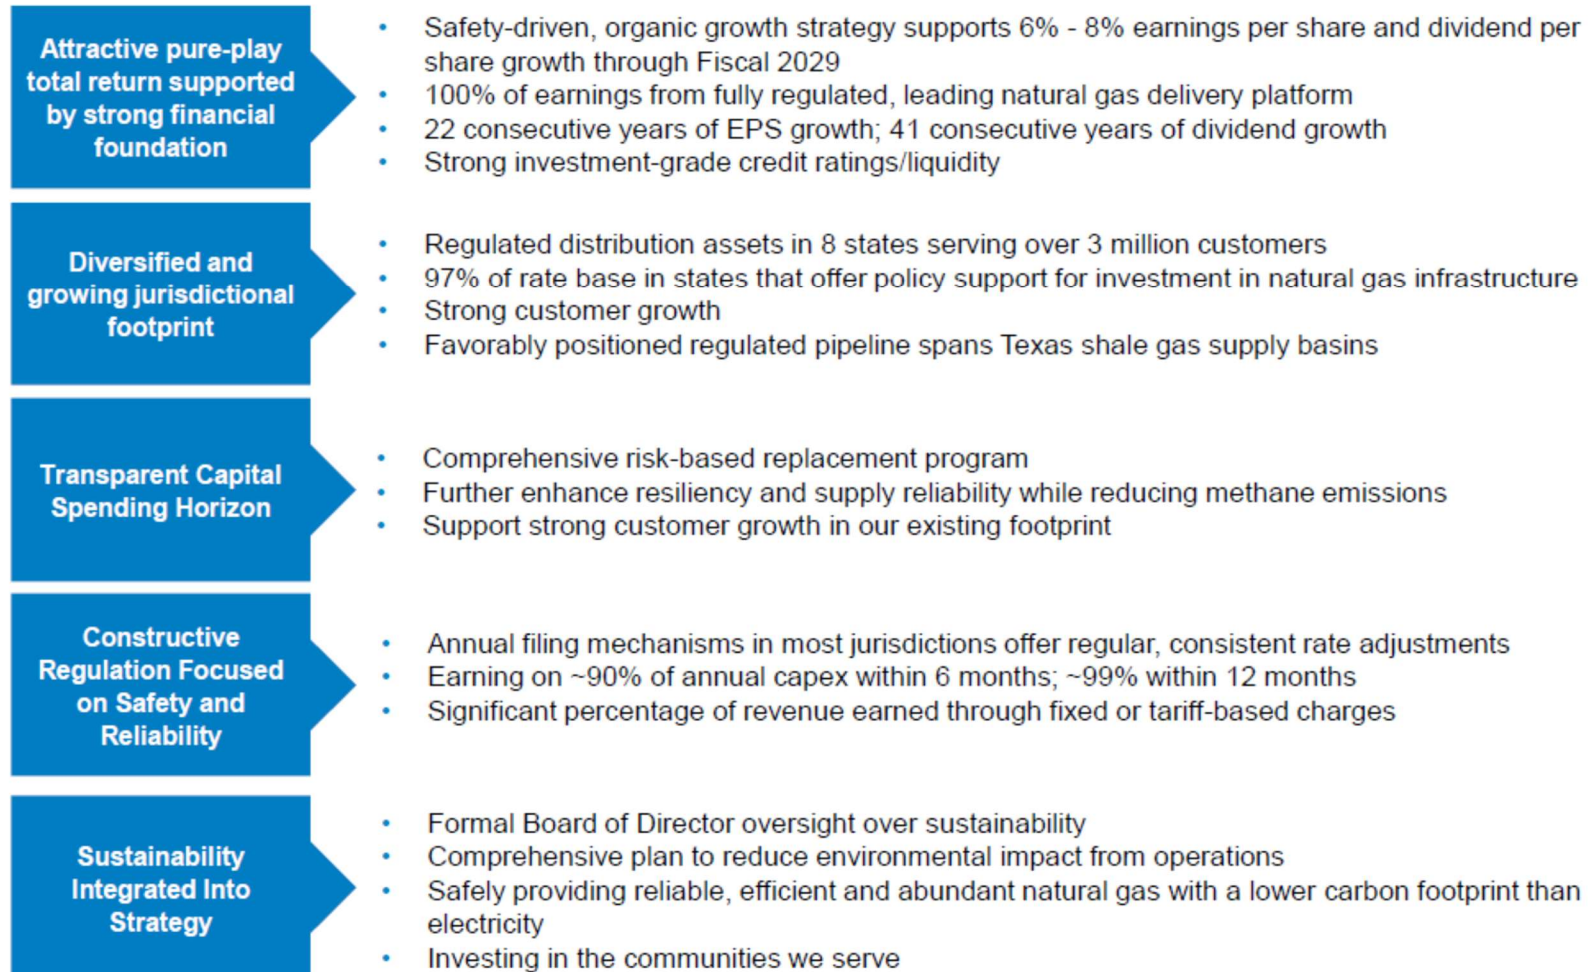 Attractive pure-play
total return supported
by strong financial
foundation
• Safety-driven, organic growth strategy supports 6% - 8% earnings per share and dividend per
share growth through Fiscal 2029
• 100% of earnings from fully regulated, leading natural gas delivery platform
• 22 consecutive years of EPS growth; 41 consecutive years of dividend growth
• Strong investment-grade credit ratings/liquidity
Diversified and
growing jurisdictional
footprint
• Regulated distribution assets in 8 states serving over 3 million customers
• 97% of rate base in states that offer policy support for investment in natural gas infrastructure
• Strong customer growth
• Favorably positioned regulated pipeline spans Texas shale gas supply basins
Transparent Capital
Spending Horizon
• Comprehensive risk-based replacement program
• Further enhance resiliency and supply reliability while reducing methane emissions
• Support strong customer growth in our existing footprint
Constructive
Regulation Focused
on Safety and
Reliability
• Annual filing mechanisms in most jurisdictions offer regular, consistent rate adjustments
• Earning on ~90% of annual capex within 6 months; ~99% within 12 months
• Significant percentage of revenue earned through fixed or tariff-based charges
Sustainability
Integrated Into
Strategy
• Formal Board of Director oversight over sustainability
• Comprehensive plan to reduce environmental impact from operations
• Safely providing reliable, efficient and abundant natural gas with a lower carbon footprint than
electricity
• Investing in the communities we serve